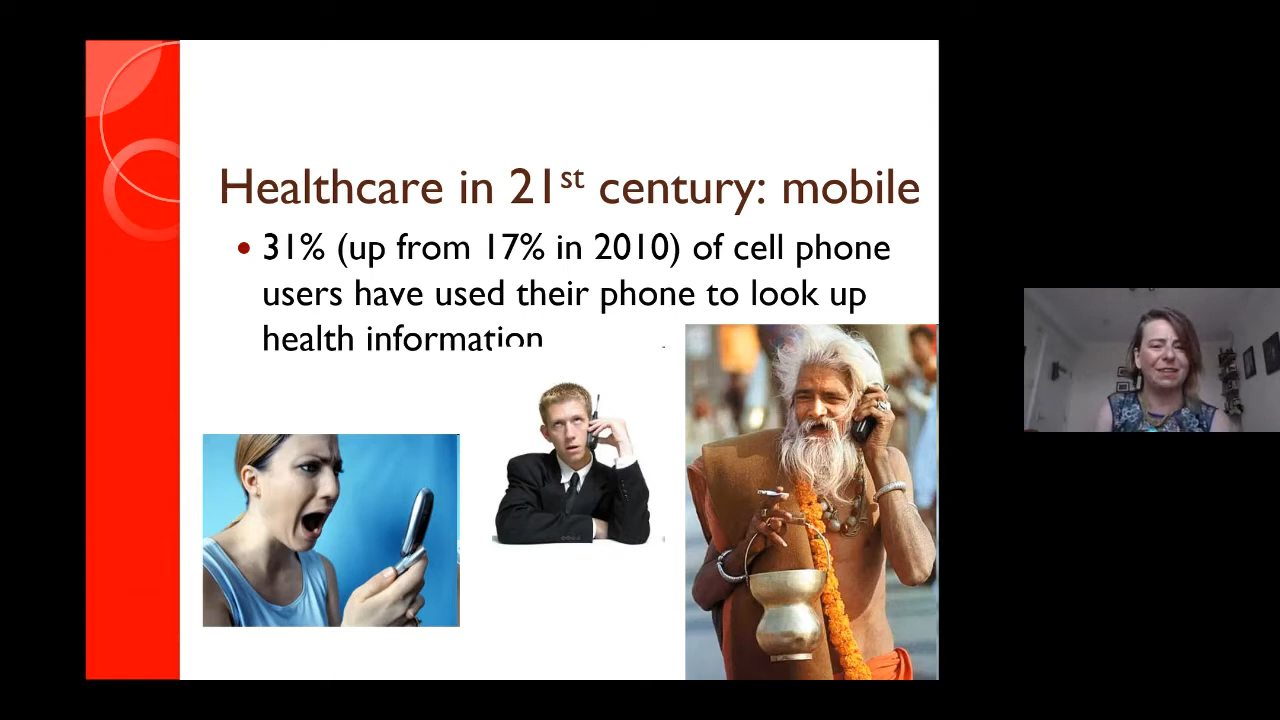 Healthcare in 21st century: mobile
• 31% (up from 17% in 2010) of cell phone
users have used their phone to look up
health information